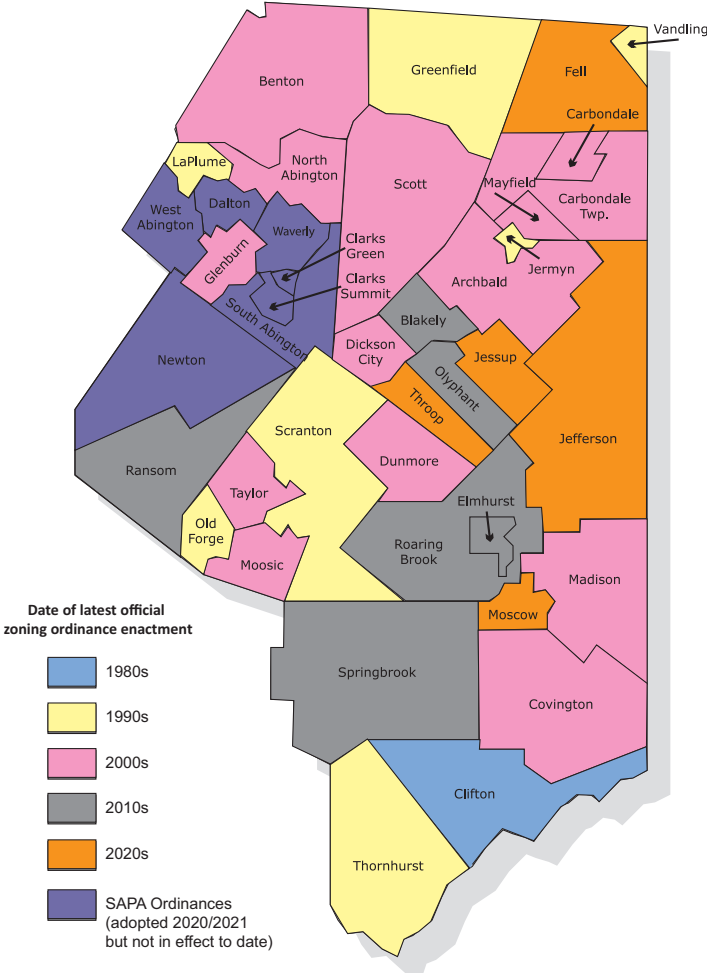 Vandling
Greenfield
Fell
Benton
Carbondale
LaPlume
North
Abington
Scott
Mayfield
Carbondale
Twp.
West
Abington
Dalton
Waverly
Glenburn
Clarks
Green
Clarks
Summit
Archbald
Jermyn
South Abington
Blakely
Dickson
City
Jessup
Olyphant
Newton
Throop
Scranton
Jefferson
Dunmore
Ransom
Taylor
Elmhurst
Old
Forge
Roaring
Brook
Moosic
Madison
Moscow
Springbrook
Covington
Clifton
Thornhurst
Date of latest official
zoning ordinance enactment
1980s
1990s
2000s
2010s
2020s
SAPA Ordinances
(adopted 2020/2021
but not in effect to date)